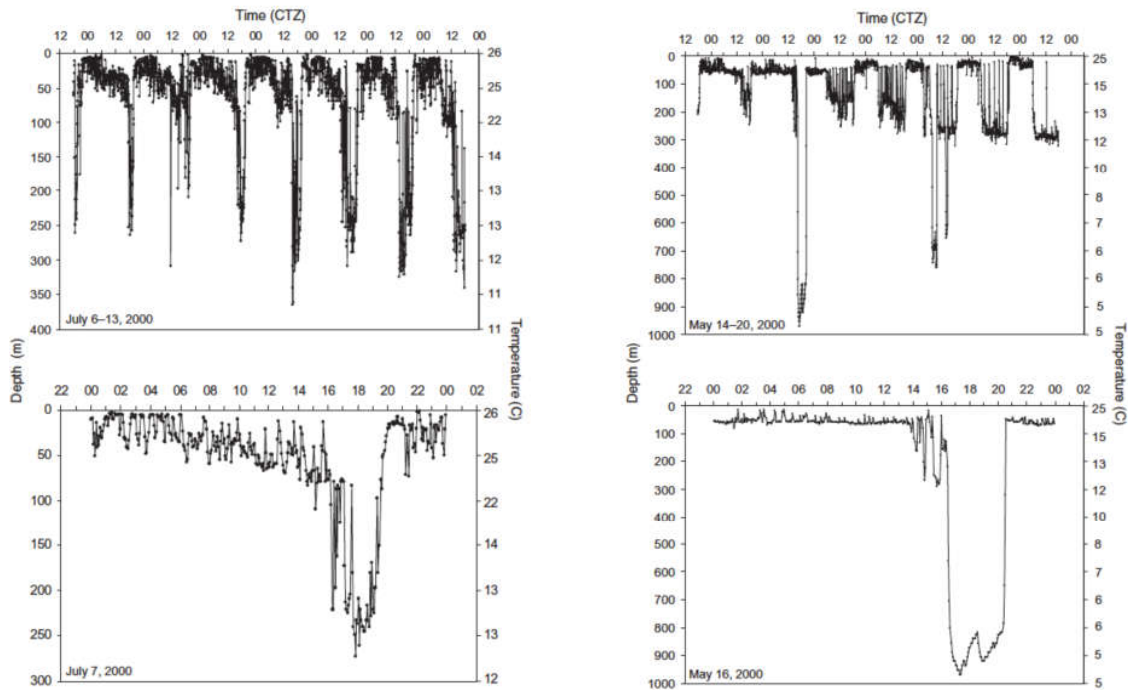 Time (CTZ)
12 00 12 00 12 00 12 00 12 00 12 00 12 00 12 00
0 26
50 25
100 22
150 14
200 13
250 13
300 12
350 11
400 11
July 6–13, 2000
Time (CTZ)
12 00 12 00 12 00 12 00 12 00 12 00 12 00 12 00
0 25
100 15
200 13
300 12
400 10
500 8
600 7
700 6
800 6
900 5
1000 5
May 14–20, 2000
Depth (m)
Temperature (C)
22 00 02 04 06 08 10 12 14 16 18 20 22 00 02
0 26
50 25
100 22
150 14
200 13
250 13
300 12
July 7, 2000
Depth (m)
Temperature (C)
22 00 02 04 06 08 10 12 14 16 18 20 22 00 02
0 25
100 15
200 13
300 12
400 10
500 8
600 7
700 6
800 6
900 5
1000 5
May 16, 2000